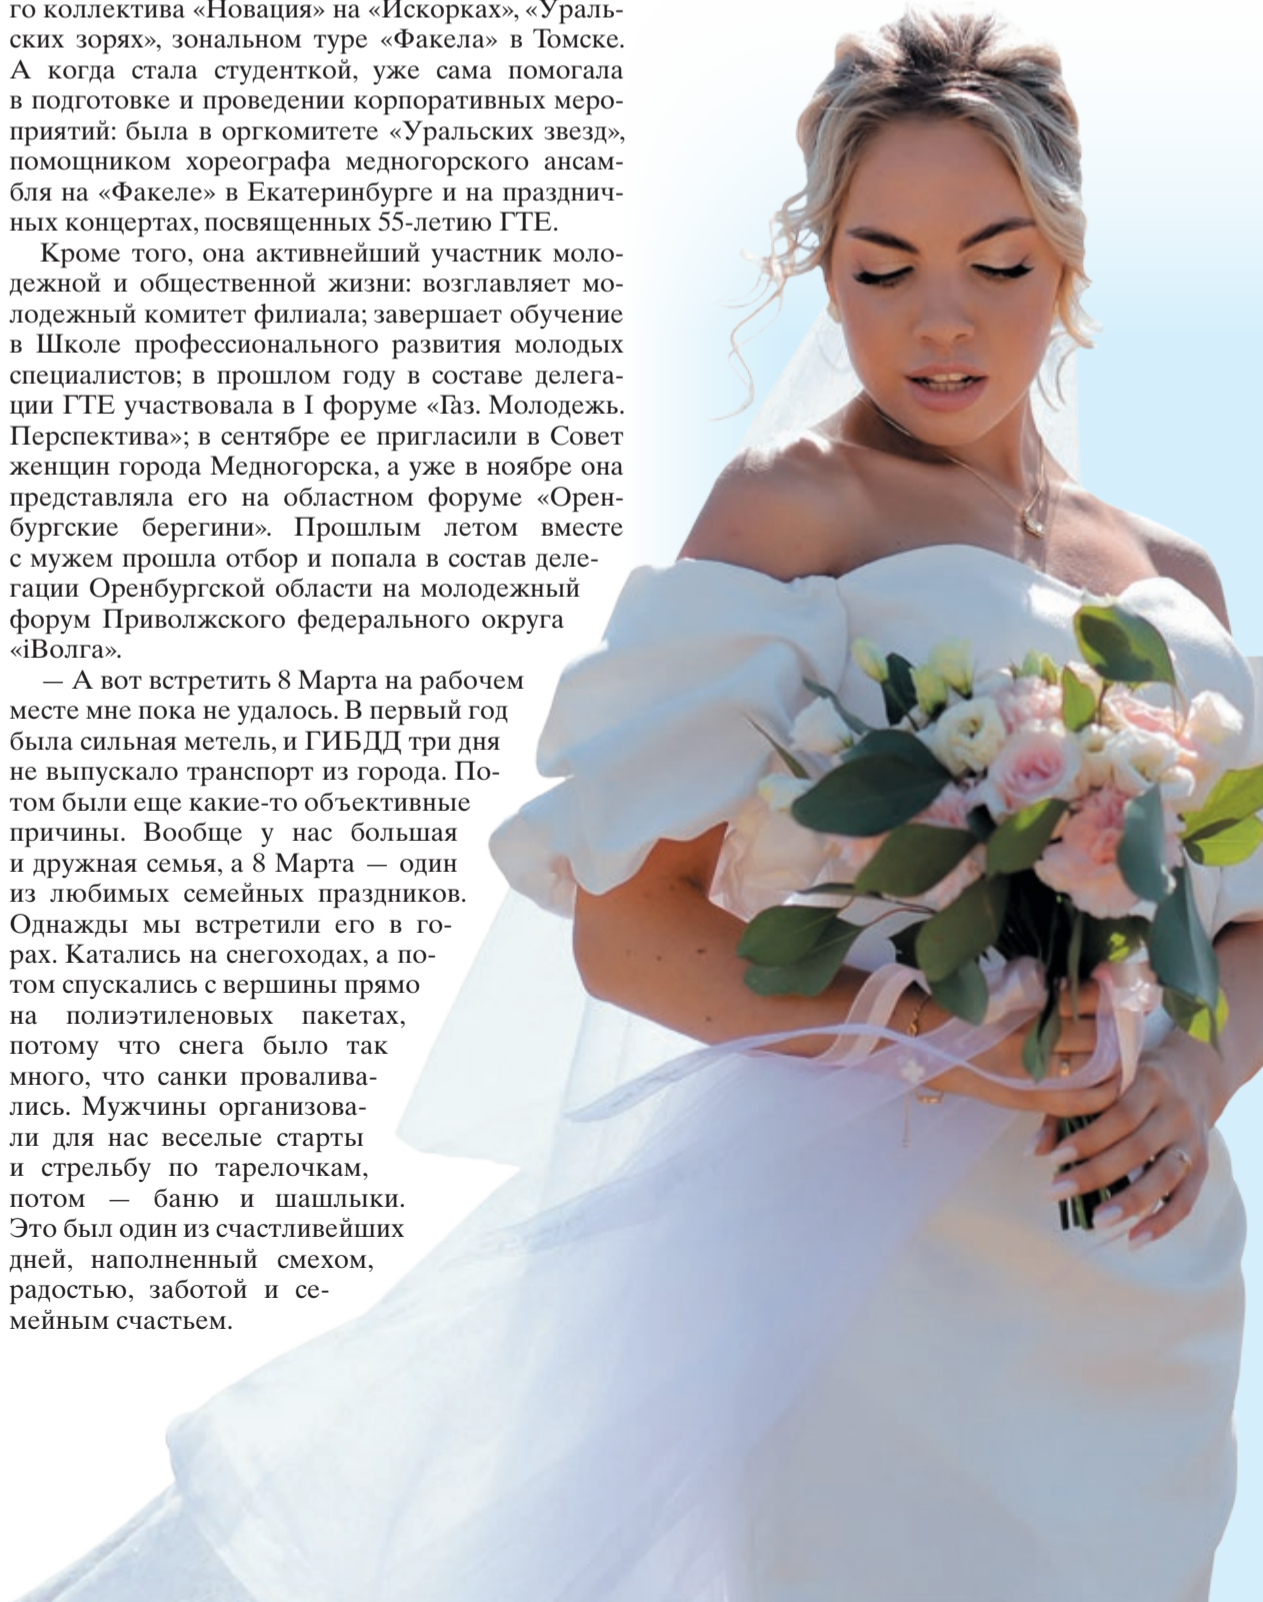 го коллектива «Новация» на «Искорках», «Ураль-
ских зорях», зональном туре «Факела» в Томске.
А когда стала студенткой, уже сама помогала
в подготовке и проведении корпоративных меро-
приятий: была в оргкомитете «Уральских звезд»,
помощником хореографа медногорского ансам-
бля на «Факеле» в Екатеринбурге и на празднич-
ных концертах, посвященных 55-летию ГТЕ.
Кроме того, она активнейший участник моло-
дежной и общественной жизни: возглавляет мо-
лодежный комитет филиала; завершает обучение
в Школе профессионального развития молодых
специалистов; в прошлом году в составе делега-
ции ГТЕ участвовала в I форуме «Газ. Молодежь.
Перспектива»; в сентябре ее пригласили в Совет
женщин города Медногорска, а уже в ноябре она
представляла его на областном форуме «Орен-
бургские берегини». Прошлым летом вместе
с мужем прошла отбор и попала в состав деле-
гации Оренбургской области на молодежный
форум Приволжского федерального округа
«iВолга».
— А вот встретить 8 Марта на рабочем
месте мне пока не удалось. В первый год
была сильная метель, и ГИБДД три дня
не выпускало транспорт из города. По-
том были еще какие-то объективные
причины. Вообще у нас большая
и дружная семья, а 8 Марта — один
из любимых семейных праздников.
Однажды мы встретили его в го-
рах. Катались на снегоходах, а по-
том спускались с вершины прямо
на полиэтиленовых пакетах,
потому что снега было так
много, что санки провалива-
лись. Мужчины организова-
ли для нас веселые старты
и стрельбу по тарелочкам,
потом — баню и шашлыки.
Это был один из счастливейших
дней, наполненный смехом,
радостью, заботой и се-
мейным счастьем.